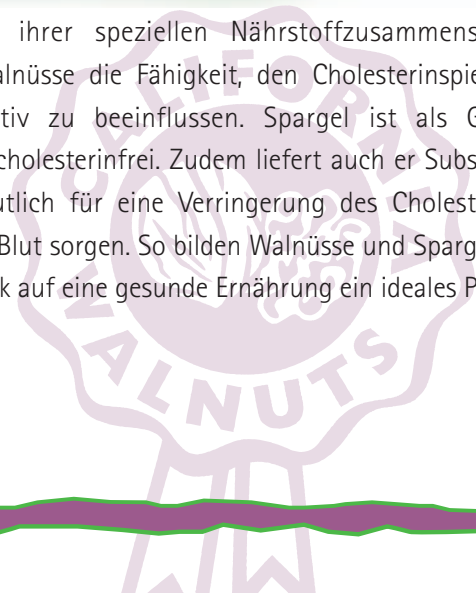 ihrer speziellen Nährstoffzusammens
alnüsse die Fähigkeit, den Cholesterinspie
tiv zu beeinflussen. Spargel ist als G
cholesterinfrei. Zudem liefert auch er Subs
utlich für eine Verringerung des Cholest
Blut sorgen. So bilden Walnüsse und Sparg
k auf eine gesunde Ernährung ein ideales P
CALIFORNIA
WALNUTS